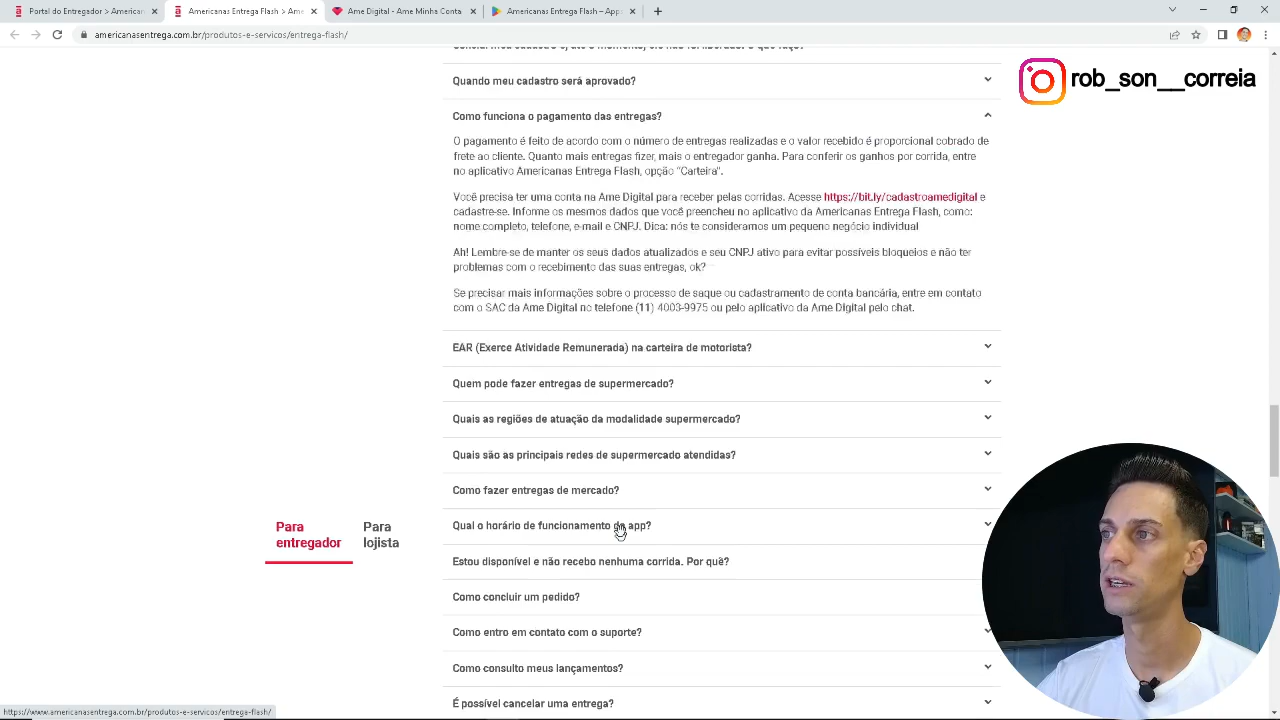 Portal do Entregador > America
Americanas Entrega Flash > Ame
Ame Digital - Ame Minha Conta
Americanas Entrega Flash – App
americanasentrega.com.br/produtos-e-servicos/entrega-flash/
rob_son__correia
Quando meu cadastro será aprovado?
Como funciona o pagamento das entregas?
O pagamento é feito de acordo com o número de entregas realizadas e o valor recebido é proporcional cobrado de
frete ao cliente. Quanto mais entregas fizer, mais o entregador ganha. Para conferir os ganhos por corrida, entre
no aplicativo Americanas Entrega Flash, opção "Carteira".
Você precisa ter uma conta na Ame Digital para receber pelas corridas. Acesse https://bit.ly/cadastroamedigital e
cadastre-se. Informe os mesmos dados que você preencheu no aplicativo da Americanas Entrega Flash, como:
nome completo, telefone, e-mail e CNPJ. Dica: nós te consideramos um pequeno negócio individual
Ah! Lembre-se de manter os seus dados atualizados e seu CNPJ ativo para evitar possíveis bloqueios e não ter
problemas com o recebimento das suas entregas, ok?
Se precisar mais informações sobre o processo de saque ou cadastramento de conta bancária, entre em contato
com o SAC da Ame Digital no telefone (11) 4003-9975 ou pelo aplicativo da Ame Digital pelo chat.
EAR (Exerce Atividade Remunerada) na carteira de motorista?
Quem pode fazer entregas de supermercado?
Quais as regiões de atuação da modalidade supermercado?
Quais são as principais redes de supermercado atendidas?
Como fazer entregas de mercado?
Para
entregador
Para
lojista
Qual o horário de funcionamento do app?
Estou disponível e não recebo nenhuma corrida. Por quê?
Como concluir um pedido?
Como entro em contato com o suporte?
Como consulto meus lançamentos?
É possível cancelar uma entrega?
https://www.americanasentrega.com.br/produtos-e-servicos/entrega-flash/